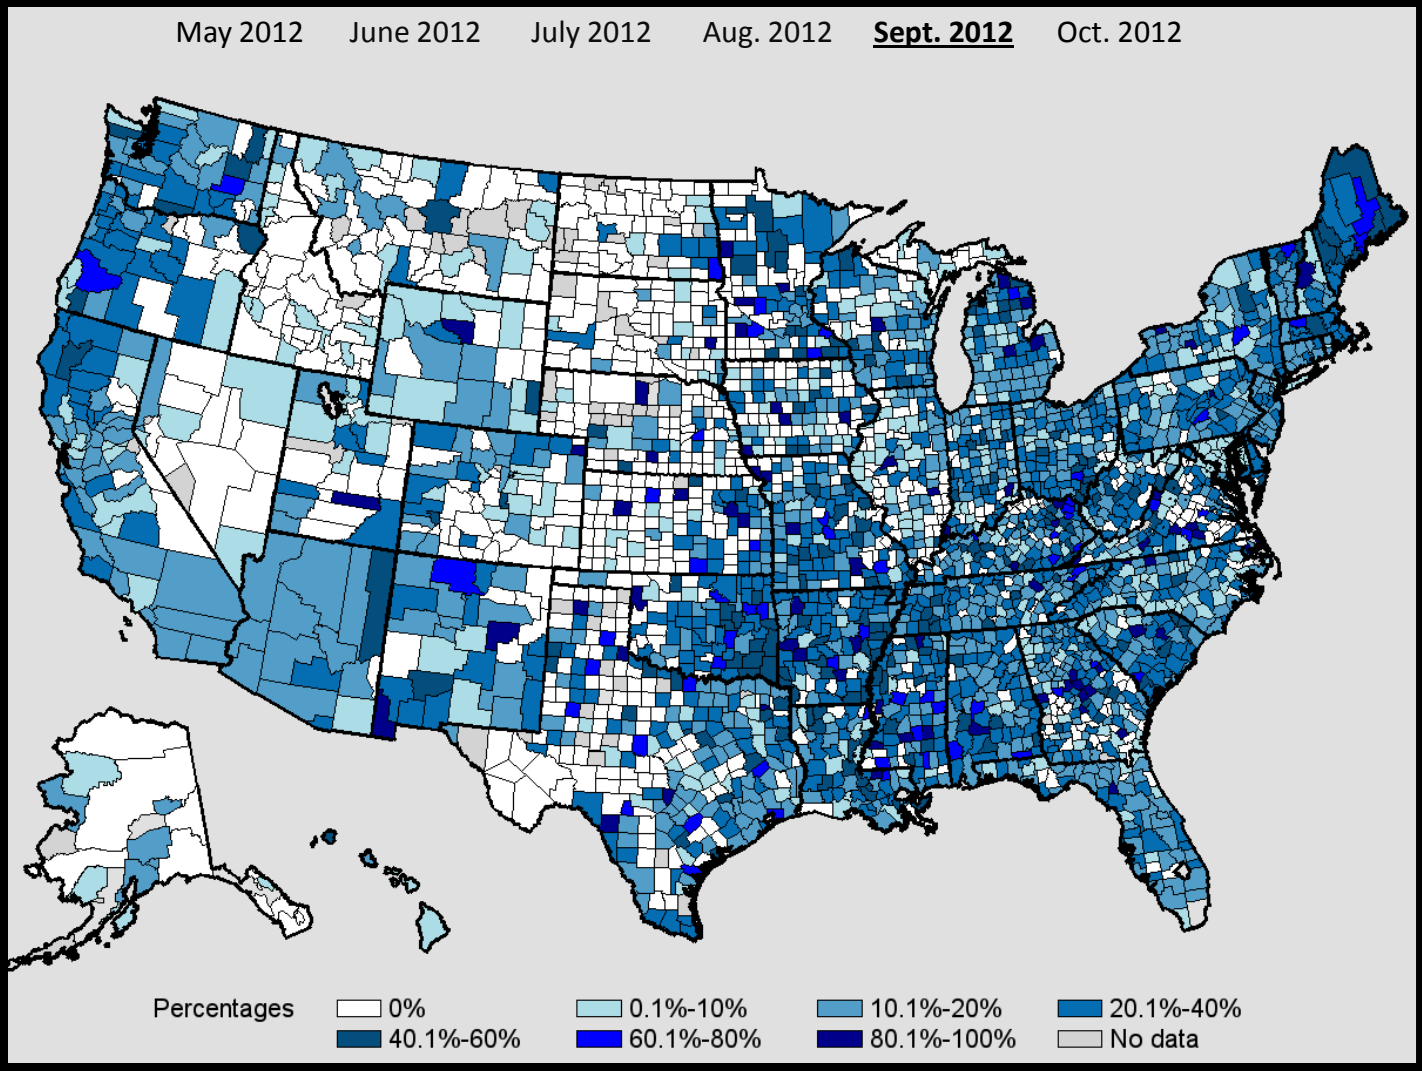 May 2012 June 2012 July 2012 Aug. 2012 Sept. 2012 Oct. 2012
Percentages 0% 0.1%-10% 10.1%-20% 20.1%-40%
40.1%-60% 60.1%-80% 80.1%-100% No data